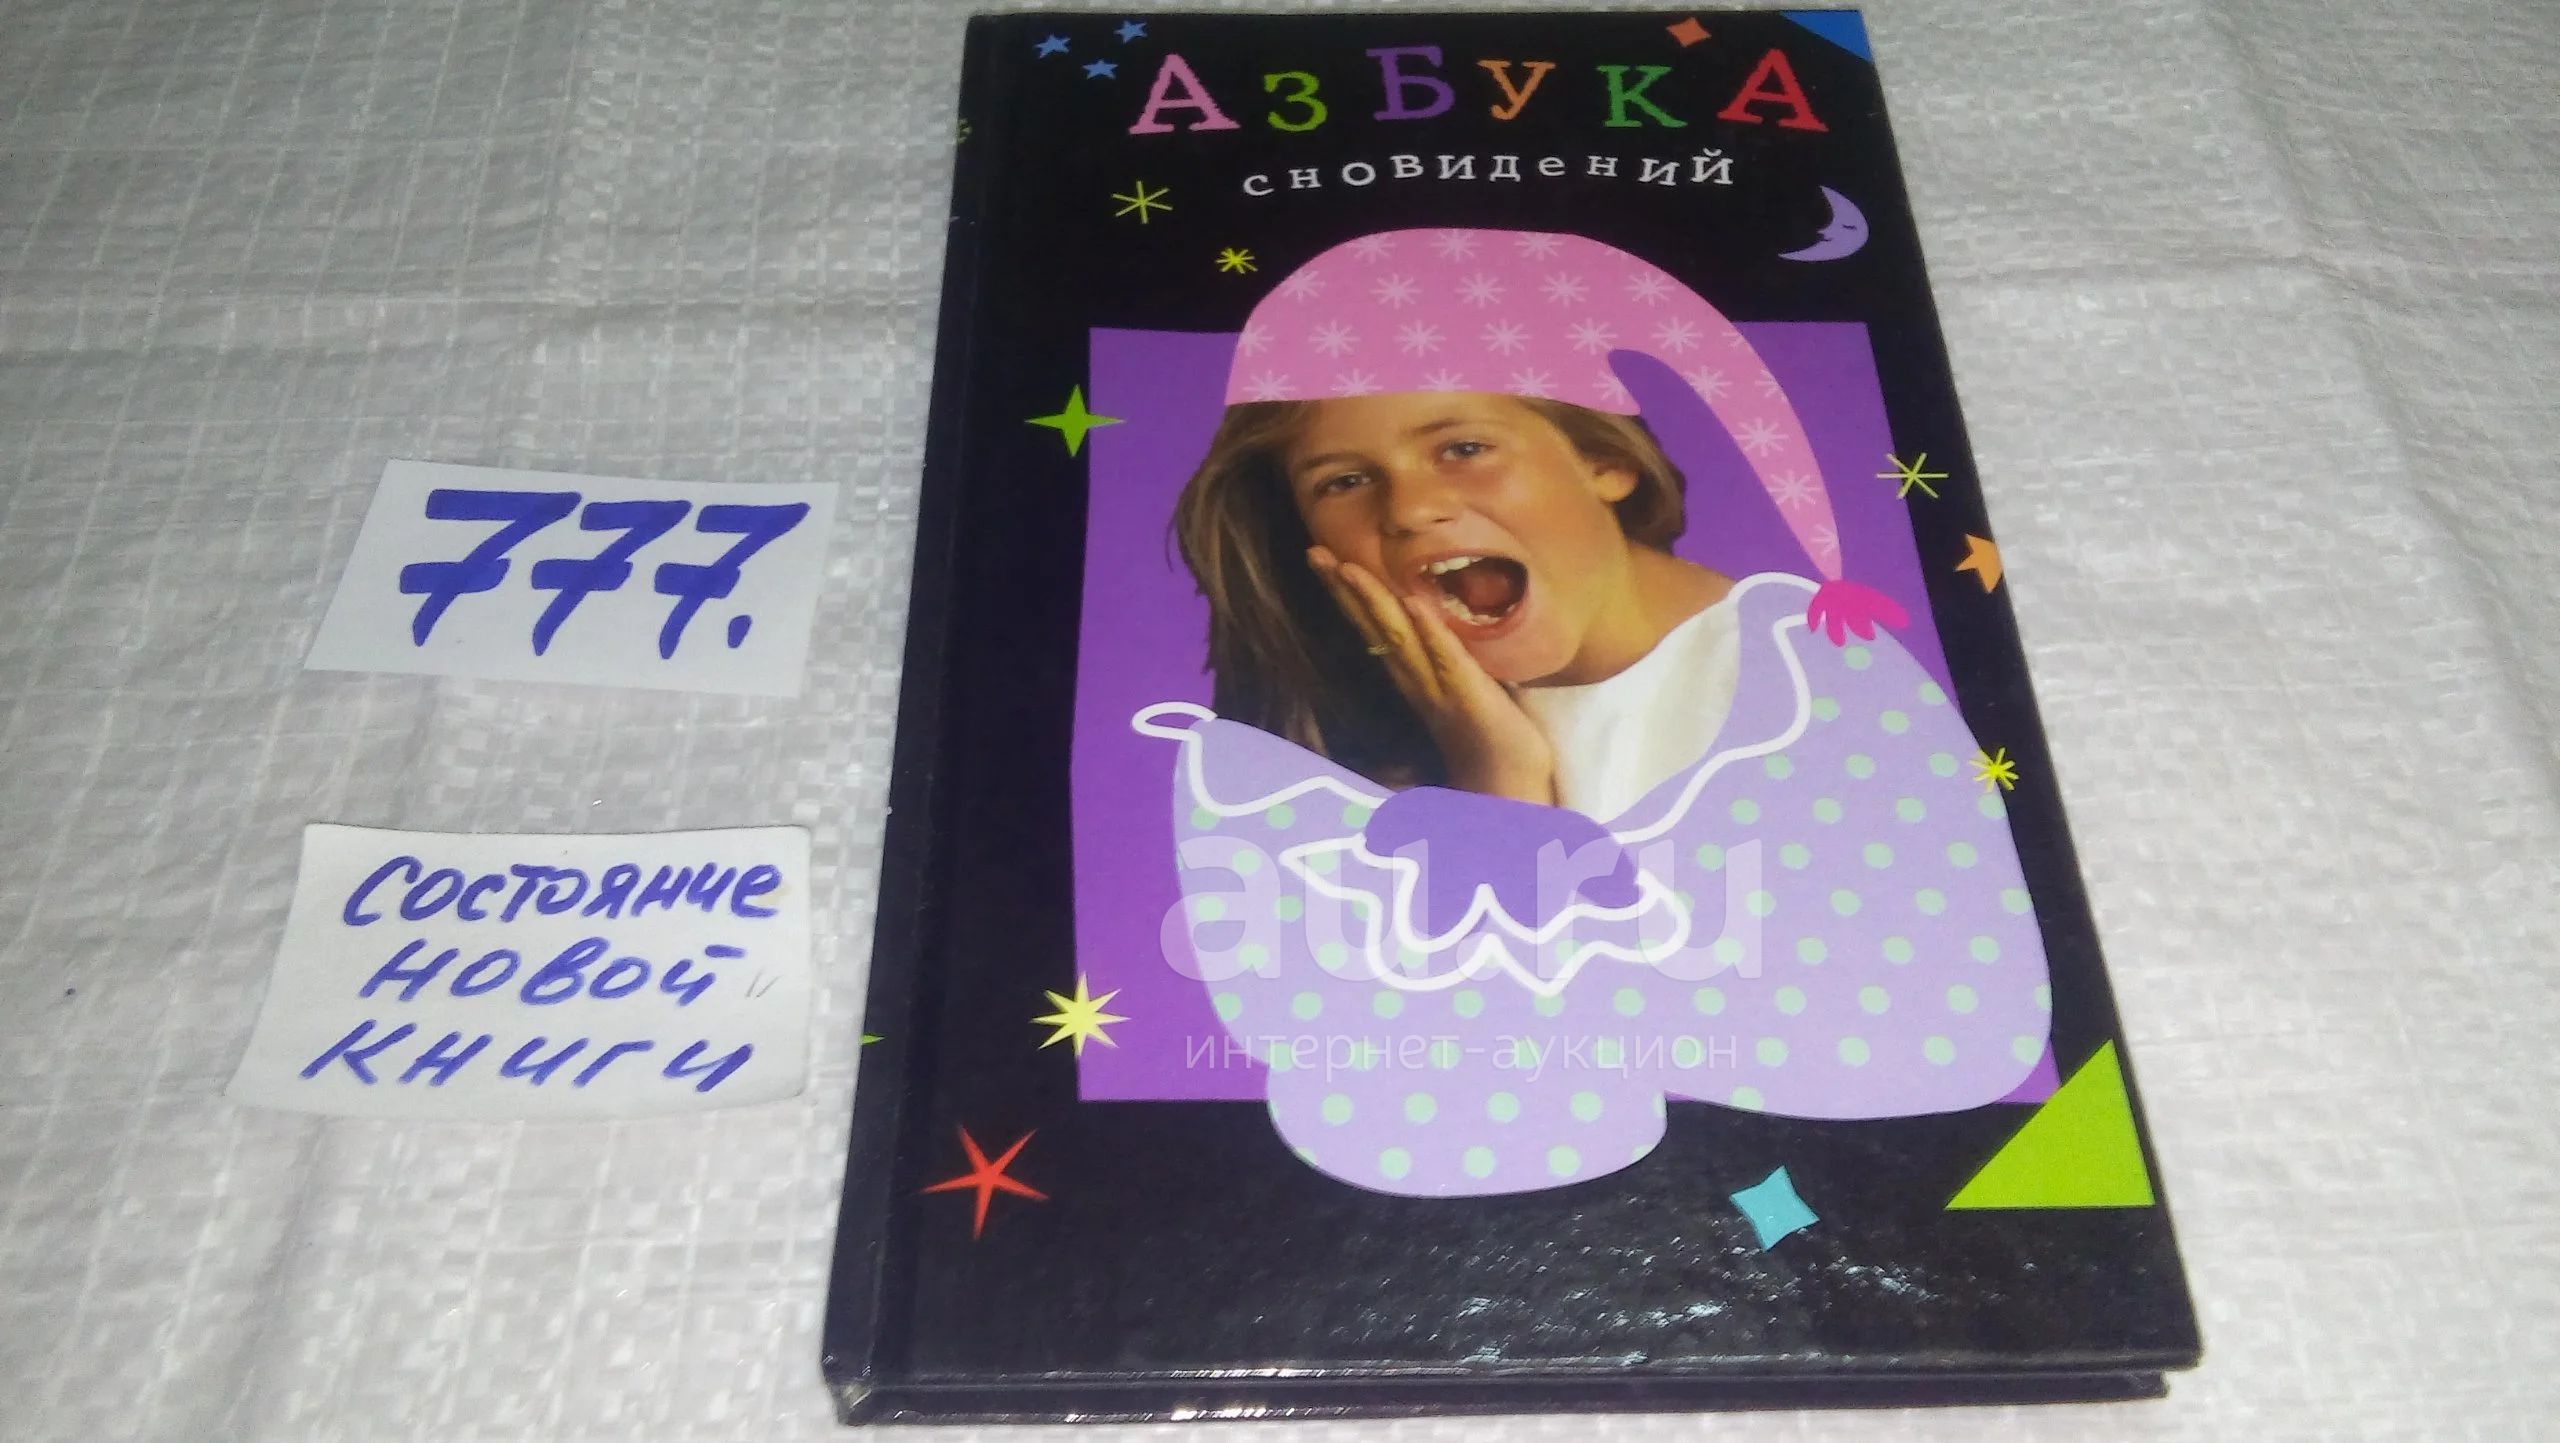 АЗБУКА
сновидений
777.
Состояние
новой
книги
au.ru
интернет-аукцион